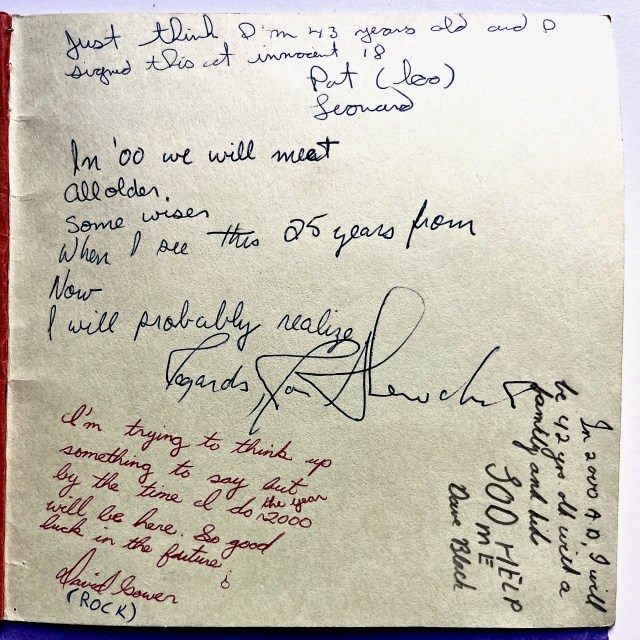 Just think I'm 43 years old and I
signed this at innocent 18
Pat (Leo)
Leonard
In '00 we will meet
All older,
Some wiser
When I see this 25 years from
Now
I will probably realize
Regards,
I'm trying to think up
something to say but
by the time I do the year
2000
will be here. So good
luck in the future!
David Gower
(ROCK)
In 2000 A.D, I will
be 42 yrs old with a
family and kids
GOD HELP
ME
Dave Black